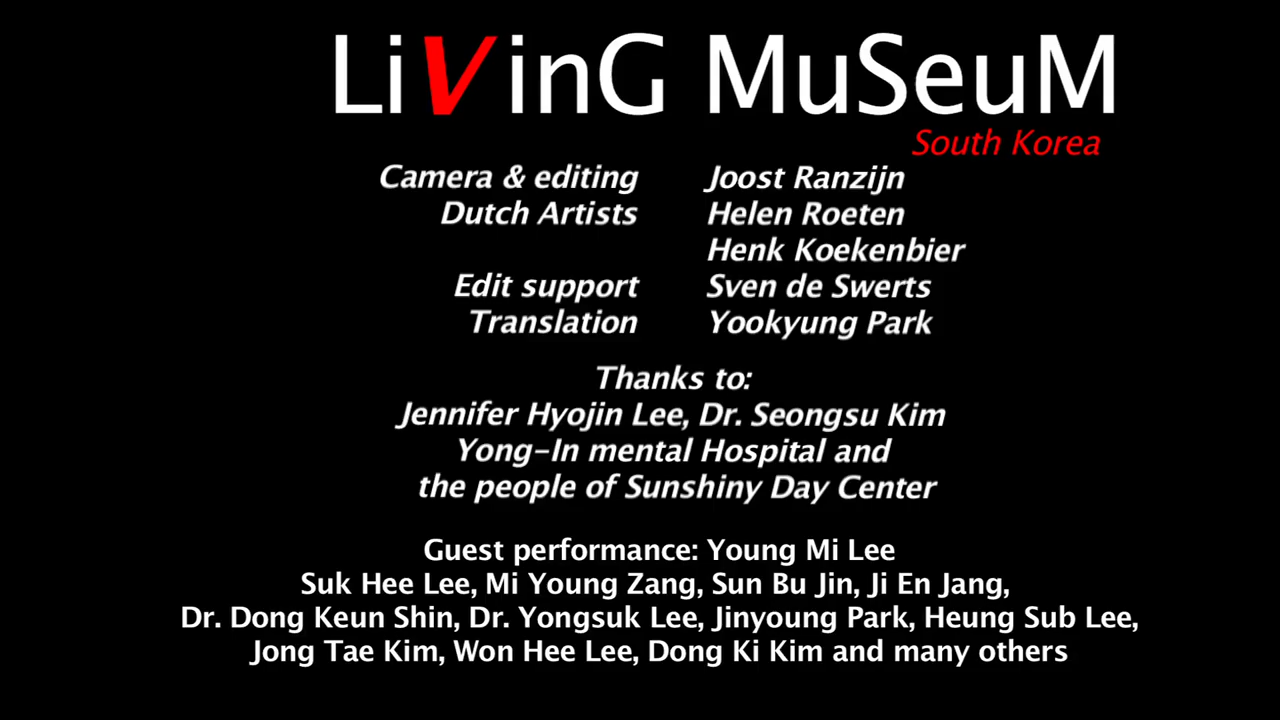 LiVinG MuSeuM
South Korea
Camera & editing Joost Ranzijn
Dutch Artists Helen Roeten
Henk Koekenbier
Edit support Sven de Swerts
Translation Yookyung Park
Thanks to:
Jennifer Hyojin Lee, Dr. Seongsu Kim
Yong-In mental Hospital and
the people of Sunshiny Day Center
Guest performance: Young Mi Lee
Suk Hee Lee, Mi Young Zang, Sun Bu Jin, Ji En Jang,
Dr. Dong Keun Shin, Dr. Yongsuk Lee, Jinyoung Park, Heung Sub Lee,
Jong Tae Kim, Won Hee Lee, Dong Ki Kim and many others